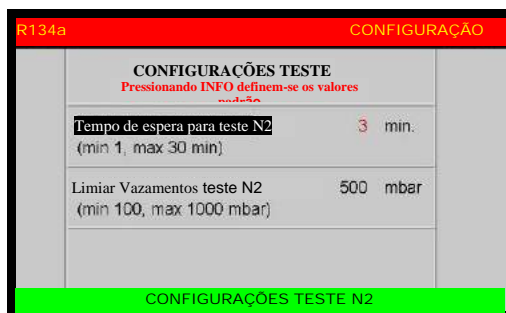 R134a CONFIGURAÇÃO
CONFIGURAÇÕES TESTE
Pressionando INFO definem-se os valores
padrão
Tempo de espera para teste N2 3 min.
(min 1, max 30 min)
Limiar Vazamentos teste N2 500 mbar
(min 100, max 1000 mbar)
CONFIGURAÇÕES TESTE N2